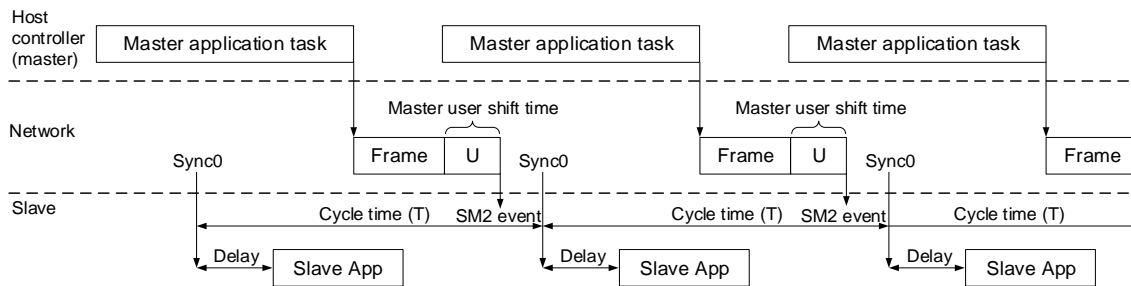 Host
controller
(master)
Master application task
Master application task
Master application task
Network
Master user shift time
Master user shift time
Frame
U
Frame
U
Frame
Sync0
Sync0
Sync0
Slave
Cycle time (T)
SM2 event
Cycle time (T)
SM2 event
Cycle time (T)
Delay
Slave App
Delay
Slave App
Delay
Slave App